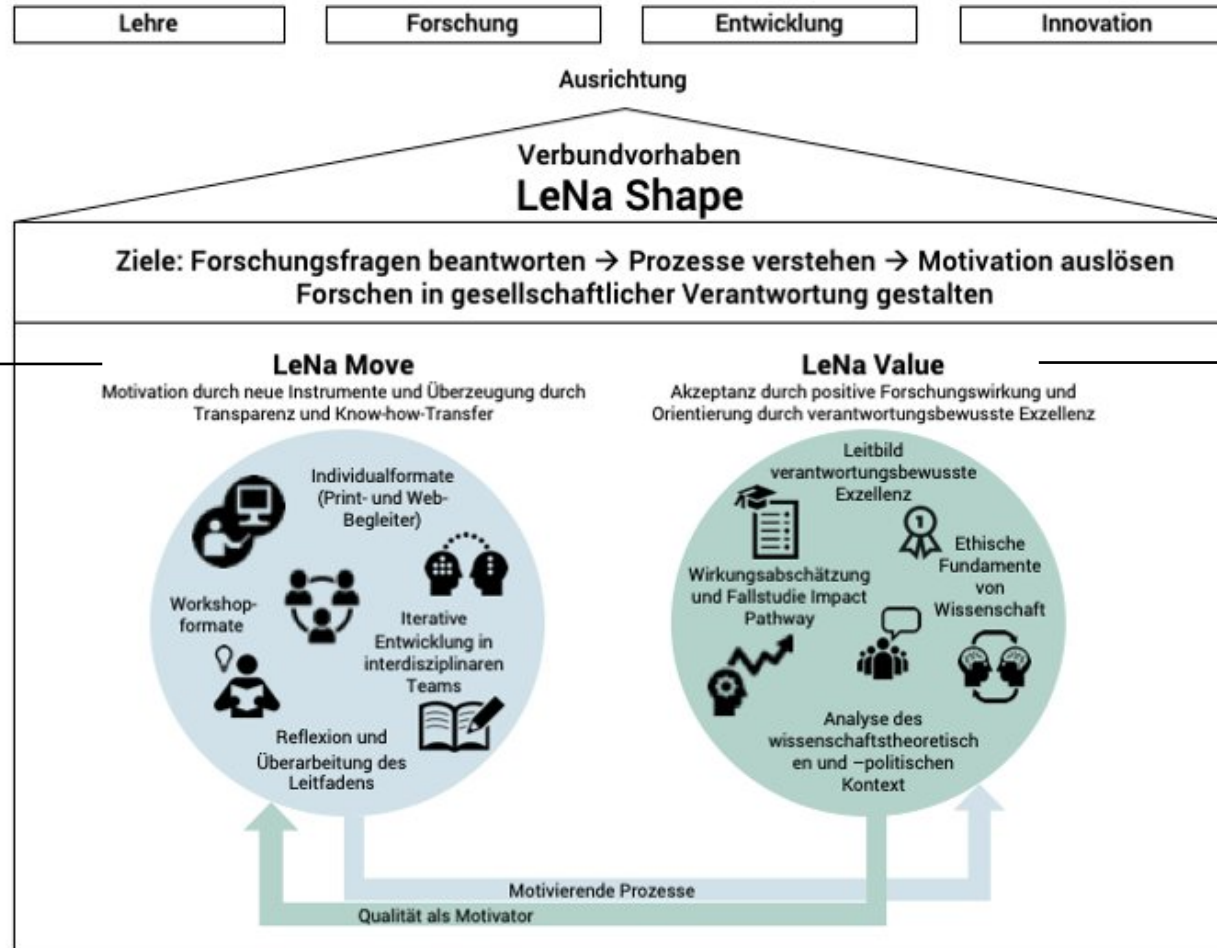 Lehre
Forschung
Entwicklung
Innovation
Ausrichtung
Verbundvorhaben
LeNa Shape
Ziele: Forschungsfragen beantworten → Prozesse verstehen → Motivation auslösen
Forschen in gesellschaftlicher Verantwortung gestalten
LeNa Move
Motivation durch neue Instrumente und Überzeugung durch
Transparenz und Know-how-Transfer
Individualformate
(Print- und Web-
Begleiter)
Workshop-
formate
Iterative
Entwicklung in
interdisziplinaren
Teams
Reflexion und
Überarbeitung des
Leitfadens
LeNa Value
Akzeptanz durch positive Forschungswirkung und
Orientierung durch verantwortungsbewusste Exzellenz
Leitbild
verantwortungsbewusste
Exzellenz
1
Ethische
Fundamente
von
Wissenschaft
Wirkungsabschätzung
und Fallstudie Impact
Pathway
Analyse des
wissenschaftstheoretisch
en und –politischen
Kontext
Motivierende Prozesse
Qualität als Motivator